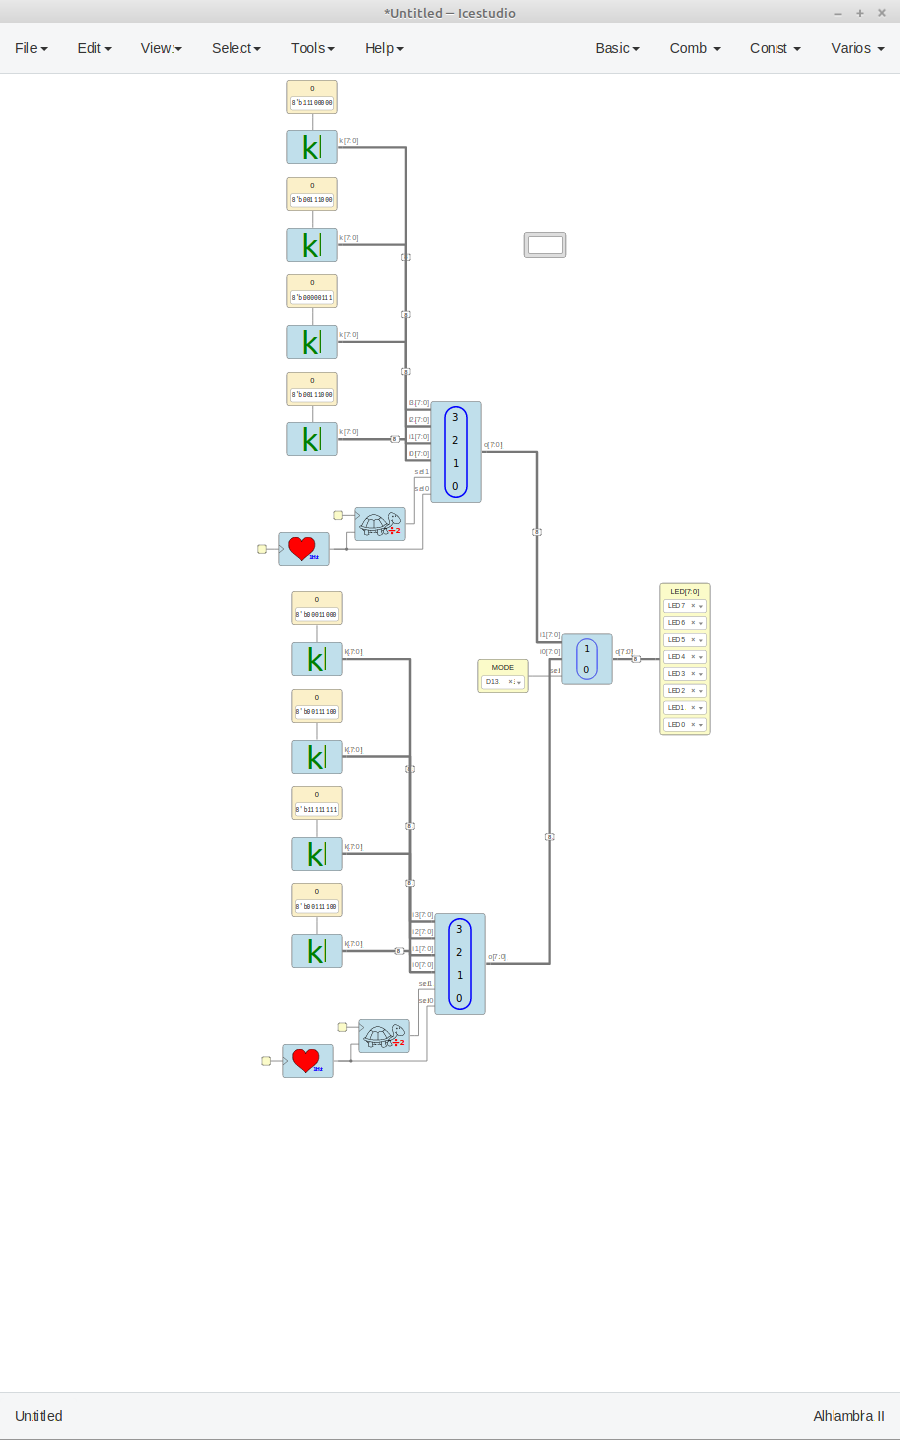 *Untitled – Icestudio
File Edit View Select Tools Help Basic Comb Const Varios
0
8'b11100000
k
k[7:0]
0
8'b00111000
k
k[7:0]
0
8'b00000111
k
k[7:0]
0
8'b00111000
k
k[7:0]
8
8
8
i3[7:0]
i2[7:0]
i1[7:0]
i0[7:0]
sel1
sel0
3
2
1
0
o[7:0]
÷2
8
0
8'b00011000
k
k[7:0]
0
8'b00111100
k
k[7:0]
0
8'b11111111
k
k[7:0]
0
8'b00111100
k
k[7:0]
8
8
8
8
i3[7:0]
i2[7:0]
i1[7:0]
i0[7:0]
sel1
sel0
3
2
1
0
o[7:0]
÷2
8
MODE
D13
i1[7:0]
i0[7:0]
sel
1
0
o[7:0]
8
LED[7:0]
LED7
LED6
LED5
LED4
LED3
LED2
LED1
LED0
Untitled
Alhambra II